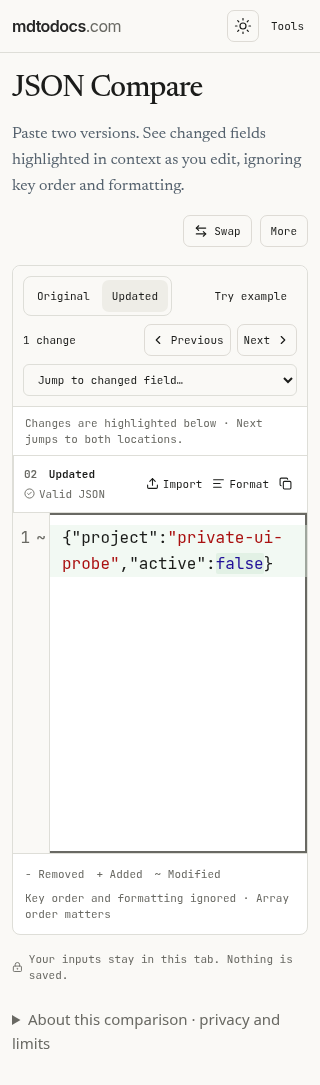 mdtodocs.com
Tools
JSON Compare
Paste two versions. See changed fields
highlighted in context as you edit, ignoring
key order and formatting.
Swap
More
Original
Updated
Try example
1 change
Previous
Next
Jump to changed field…
Changes are highlighted below · Next
jumps to both locations.
02 Updated
Valid JSON
Import
Format
1 ~
{"project":"private-ui-
probe","active":false}
- Removed + Added ~ Modified
Key order and formatting ignored · Array
order matters
Your inputs stay in this tab. Nothing is
saved.
About this comparison · privacy and
limits